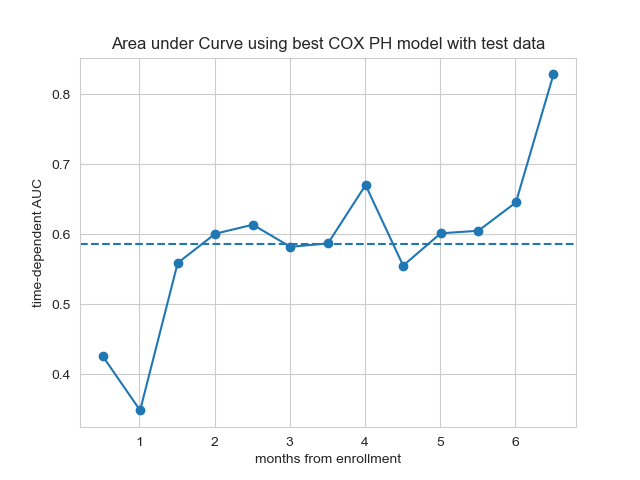 Area under Curve using best COX PH model with test data
time-dependent AUC
0.8
0.7
0.6
0.5
0.4
1 2 3 4 5 6
months from enrollment